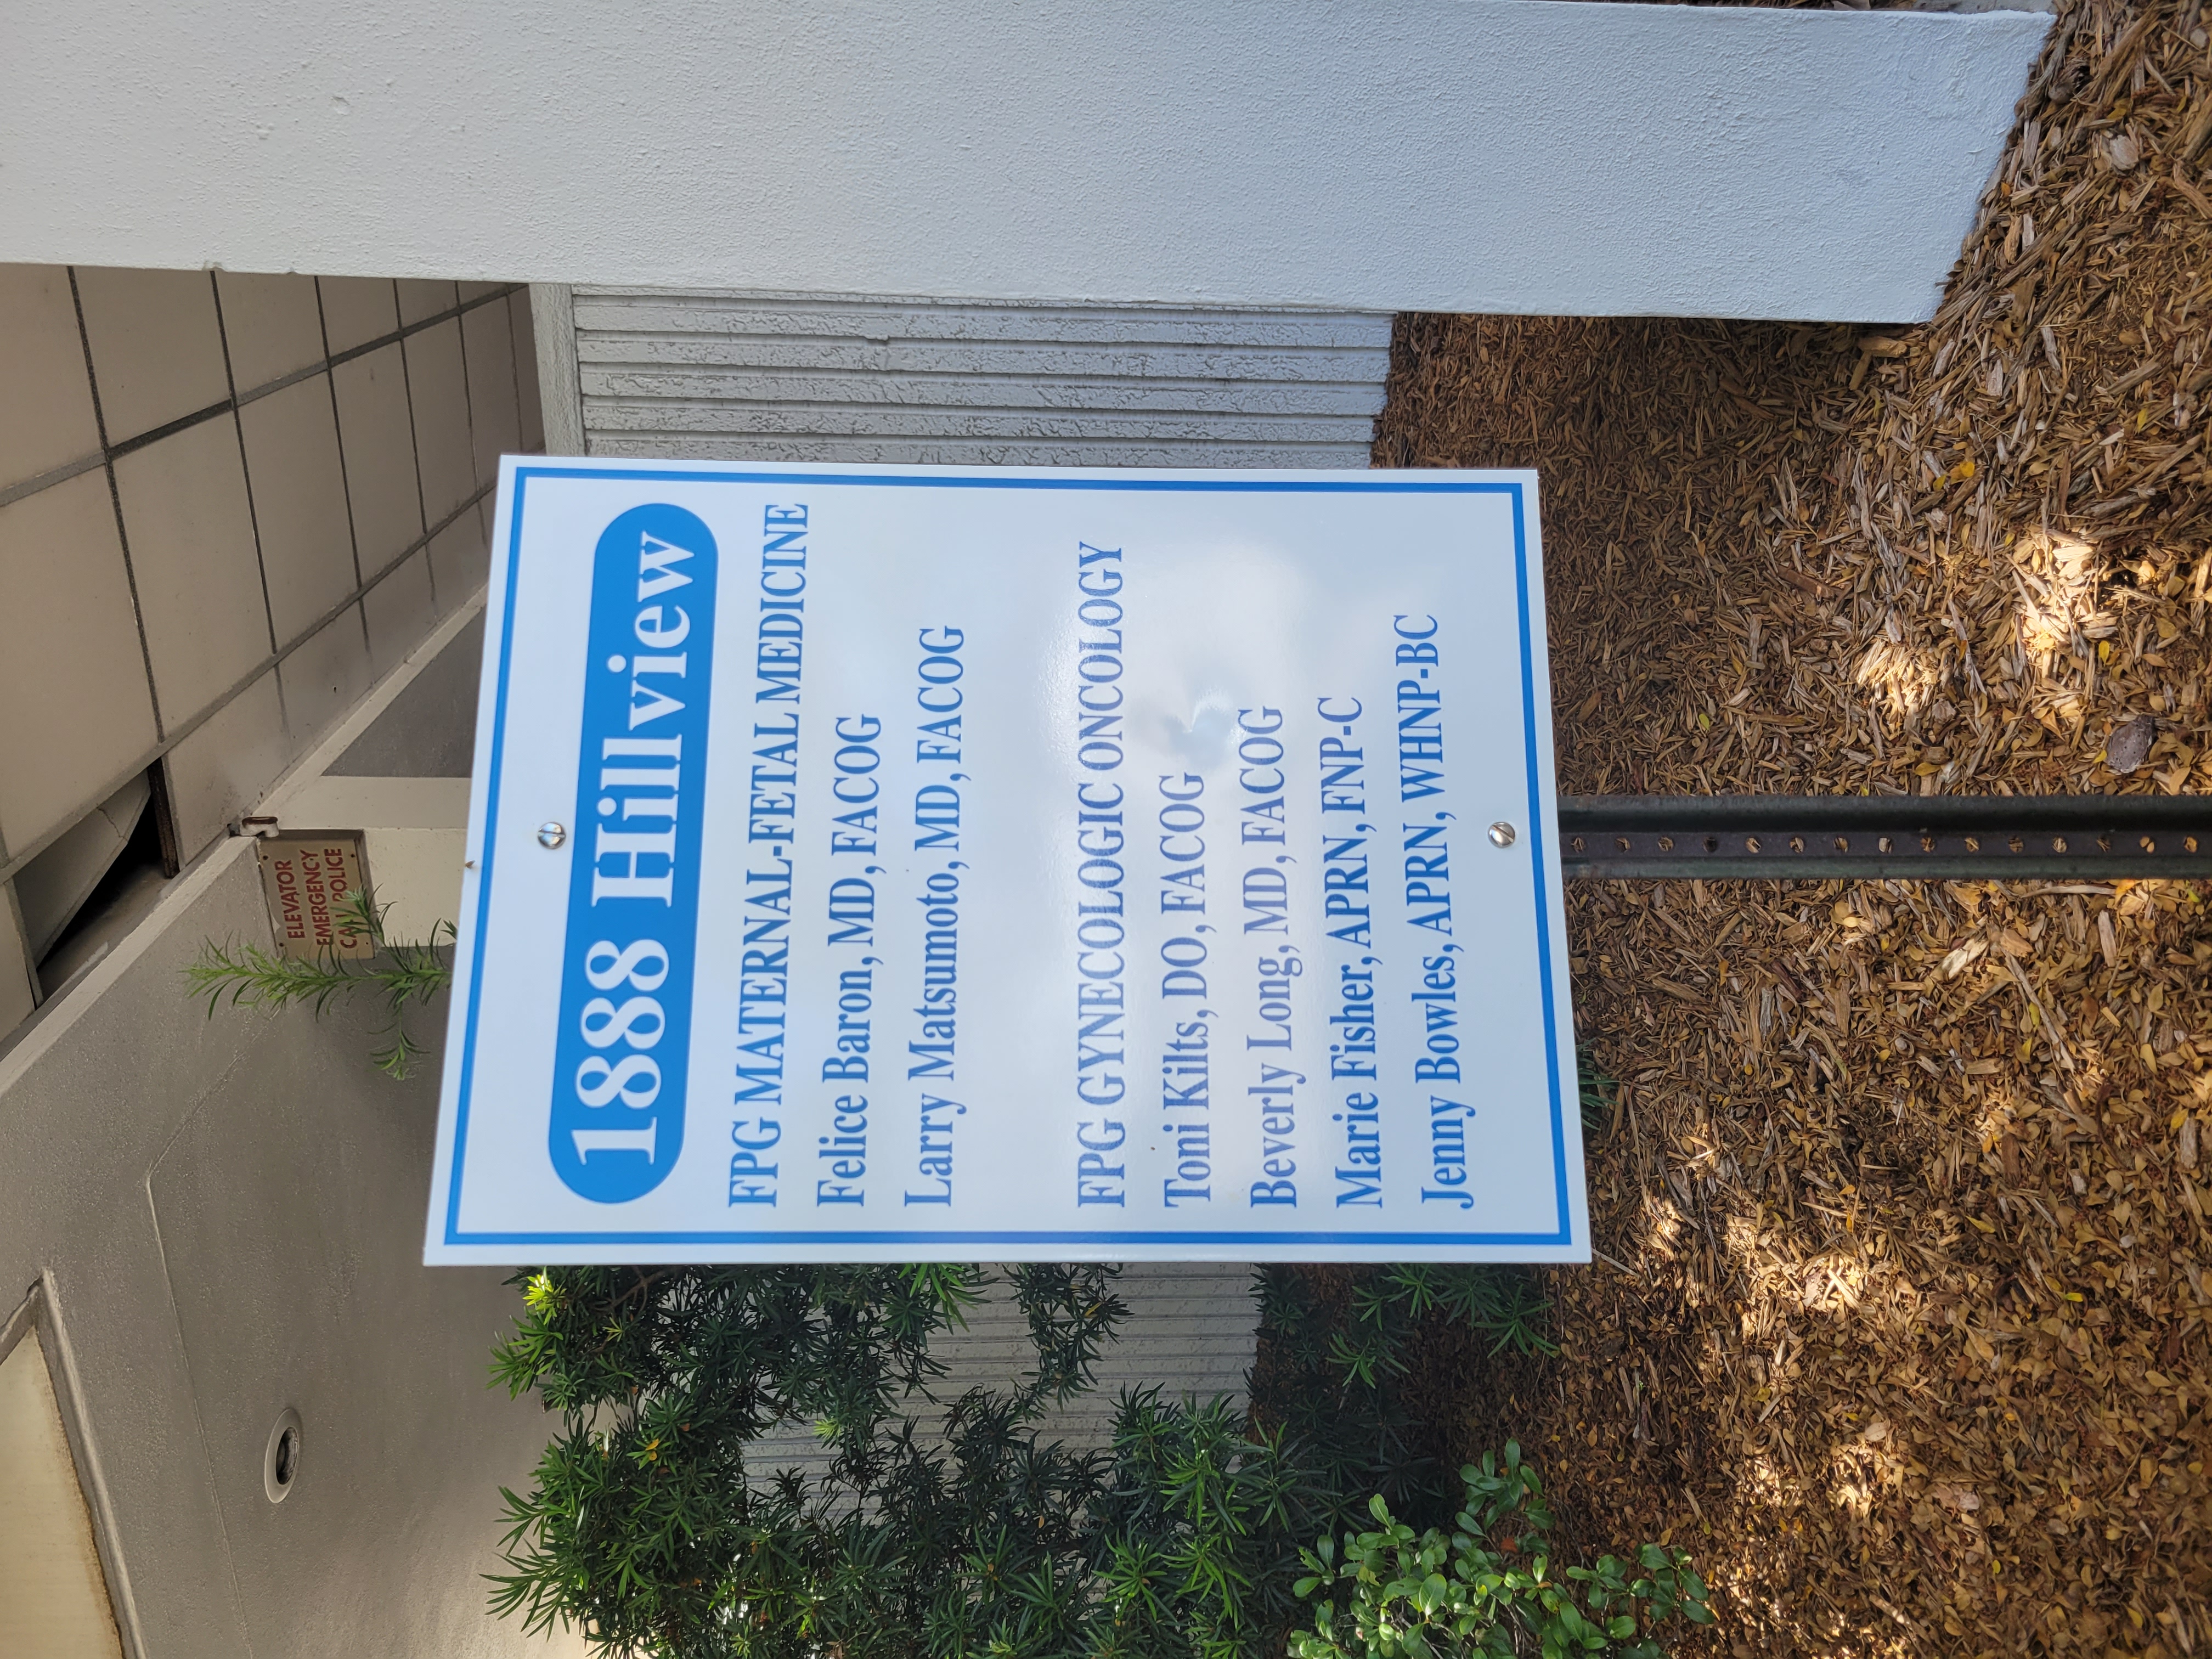 1888 Hillview
FPG MATERNAL-FETAL MEDICINE
Felice Baron, MD, FACOG
Larry Matsumoto, MD, FACOG
FPG GYNECOLOGIC ONCOLOGY
Toni Kilts, DO, FACOG
Beverly Long, MD, FACOG
Marie Fisher, APRN, FNP-C
Jenny Bowles, APRN, WHNP-BC
ELEVATOR
EMERGENCY
CALL POLICE